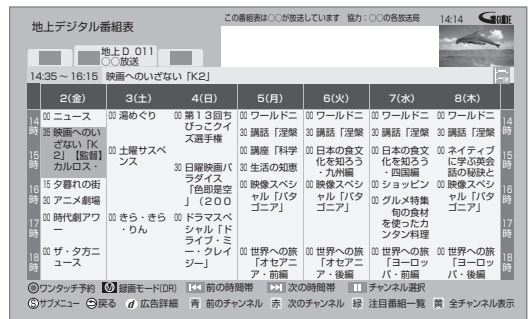 この番組表は○○が放送しています 協力:○○の各放送局 14:14 G-GUIDE
地上デジタル番組表
地上D 011
○○放送
14:35～16:15 映画へのいざない「K2」
2(金) 3(土) 4(日) 5(月) 6(火) 7(水) 8(木)
14時
15時
16時
17時
18時
00 ニュース
35 映画へのい
ざない「K
2」【監督】
カルロス・
15 夕暮れの街
30 アニメ劇場
00 時代劇アワ
ー
00 ザ・夕方ニ
ュース
00 湯めぐり
00 土曜サスペ
ンス
00 きら・きら
・りん
00 第13回ち
びっこクイ
ズ選手権
30 日曜映画パ
ラダイス
「色即是空
」(200
00 ドラマスペ
シャル「ド
ライブ・ミ
ー・クレイ
ジー」
00 ワールドニ
30 講話「涅槃
00 講座「科学
30 生活の知恵
00 映像スペシ
ャル「パタ
ゴニア」
00 世界への旅
「オセアニ
ア・前編
00 ワールドニ
30 講話「涅槃
00 日本の食文
化を知ろう
・九州編
00 映像スペシ
ャル「パタ
ゴニア」
00 世界への旅
「オセアニ
ア・後編
00 ワールドニ
30 講話「涅槃
00 日本の食文
化を知ろう
・四国編
00 ショッピン
00 グルメ特集
旬の食材
を使ったカ
ンタン料理
00 世界への旅
「ヨーロッ
パ・前編
00 ワールドニ
30 講話「涅槃
00 ネイティブ
に学ぶ英会
話の秘訣と
00 映像スペシ
ャル「パタ
ゴニア」
00 世界への旅
「ヨーロッ
パ・後編
ワンタッチ予約 録画モード(DR) 前の時間帯 次の時間帯 チャンネル選択
Ⓢサブメニュー 戻る d 広告詳細 青 前のチャンネル 赤 次のチャンネル 緑 注目番組一覧 黄 全チャンネル表示